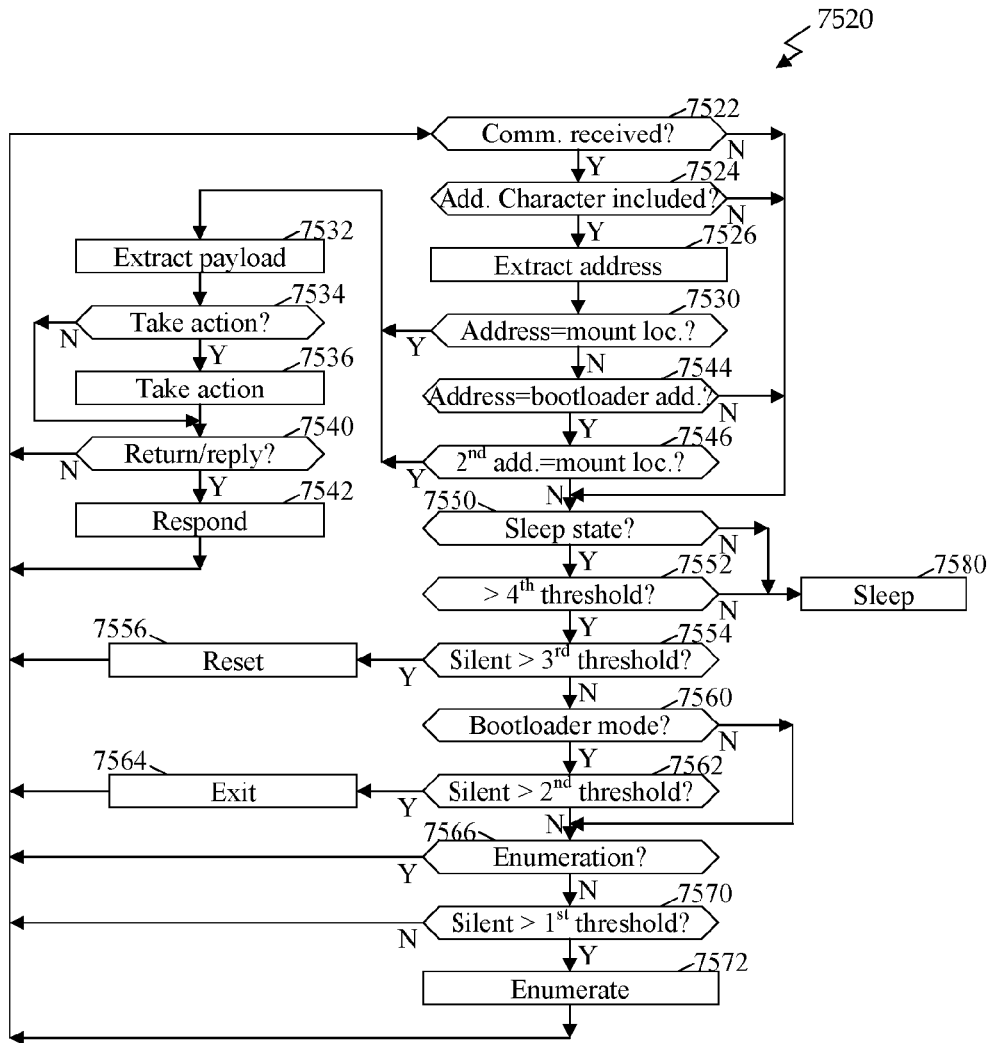 7520
7522
Comm. received?
N
Y
7524
Add. Character included?
N
Y
7526
Extract address
7532
Extract payload
7534
Take action?
N
Y
7536
Take action
7540
Return/reply?
N
Y
7542
Respond
7530
Address=mount loc.?
Y
N
7544
Address=bootloader add.?
N
Y
7546
2nd add.=mount loc.?
Y
N
7550
Sleep state?
N
Y
7552
> 4th threshold?
N
Y
7580
Sleep
7554
Silent > 3rd threshold?
Y
N
7556
Reset
7560
Bootloader mode?
N
Y
7562
Silent > 2nd threshold?
Y
N
7564
Exit
7566
Enumeration?
Y
N
7570
Silent > 1st threshold?
N
Y
7572
Enumerate